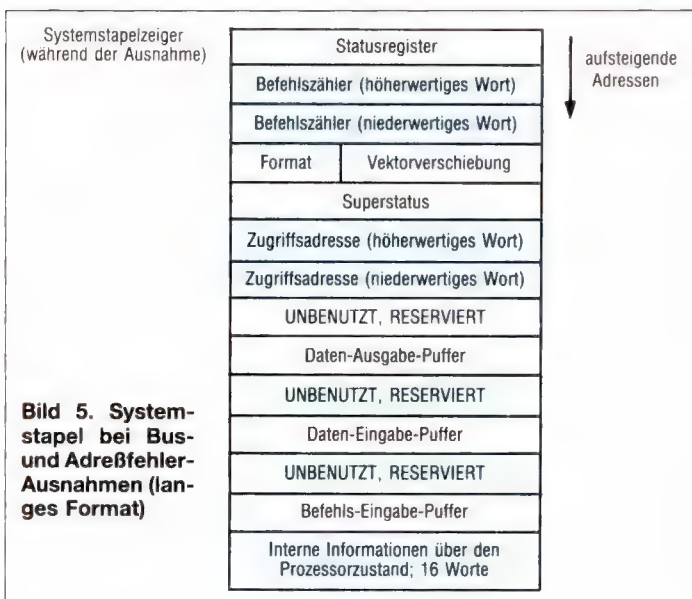 Systemstapelzeiger
(während der Ausnahme)
Statusregister
aufsteigende
Adressen
Befehlszähler (höherwertiges Wort)
Befehlszähler (niederwertiges Wort)
Format
Vektorverschiebung
Superstatus
Zugriffsadresse (höherwertiges Wort)
Zugriffsadresse (niederwertiges Wort)
UNBENUTZT, RESERVIERT
Daten-Ausgabe-Puffer
UNBENUTZT, RESERVIERT
Daten-Eingabe-Puffer
UNBENUTZT, RESERVIERT
Befehls-Eingabe-Puffer
Interne Informationen über den
Prozessorzustand; 16 Worte
Bild 5. System-
stapel bei Bus-
und Adreßfehler-
Ausnahmen (lan-
ges Format)